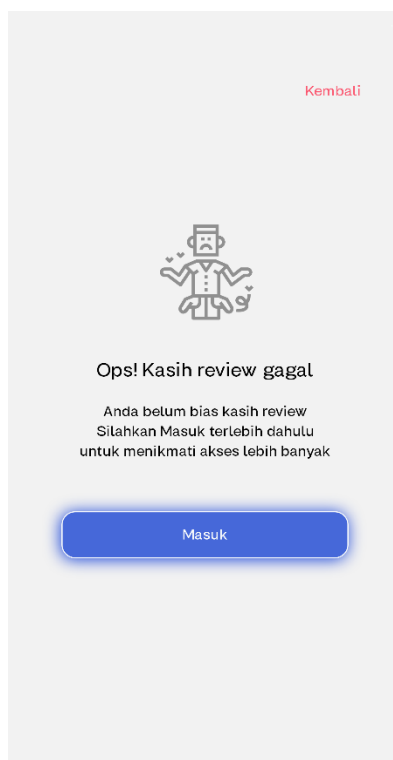 Kembali
Ops! Kasih review gagal
Anda belum bias kasih review
Silahkan Masuk terlebih dahulu
untuk menikmati akses lebih banyak
Masuk